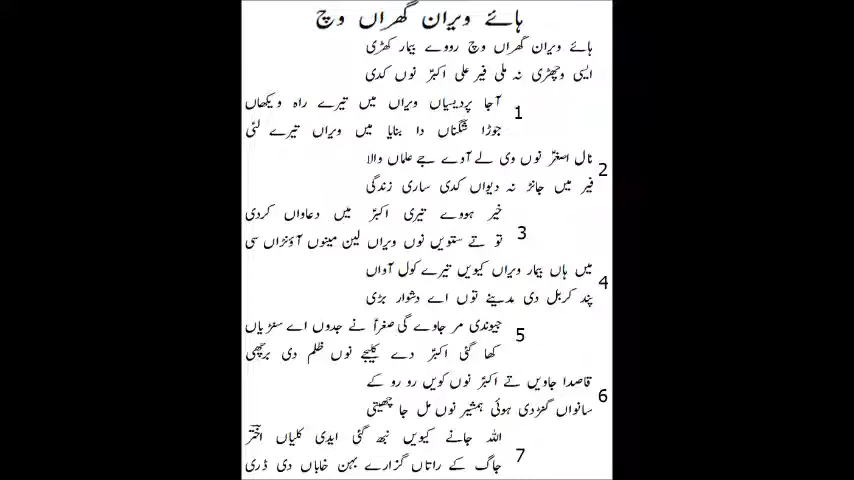 ہائے ویران گھراں وچ
ہائے ویران گھراں وچ رووے بیمار کھڑی
ایسی وچھڑی نہ ملی فیر علی اکبرؑ نوں کدی
آجا پردیسیاں ویراں میں تیرے راہ ویکھاں
1
جوڑا شگناں دا بنایا میں ویراں تیرے لئی
نال اصغرؑ نوں وی لے آوے جے علماں والا
2
فیر میں جانڑ نہ دیواں کدی ساری زندگی
خیر ہووے تیری اکبرؑ میں دعاواں کردی
3
تو تے ستویں نوں ویراں لین مینوں آؤنڑاں سی
میں ہاں بیمار ویراں کیویں تیرے کول آواں
4
پند کربل دی مدینے توں اے دشوار بڑی
جیوندی مر جاوے گی صغراؑ نے جدوں اے سنڑیاں
5
کھا گئی اکبرؑ دے کلیجے نوں ظلم دی برچھی
قاصدا جاویں تے اکبرؑ نوں کویں رو رو کے
6
سانواں گنڑدی ہوئی ہمشیر نوں مل جا چھیتی
اللہ جانے کیویں نبھ گئی ایدی کلیاں اختر
7
جاگ کے راتاں گزارے بہن خاباں دی ڈری